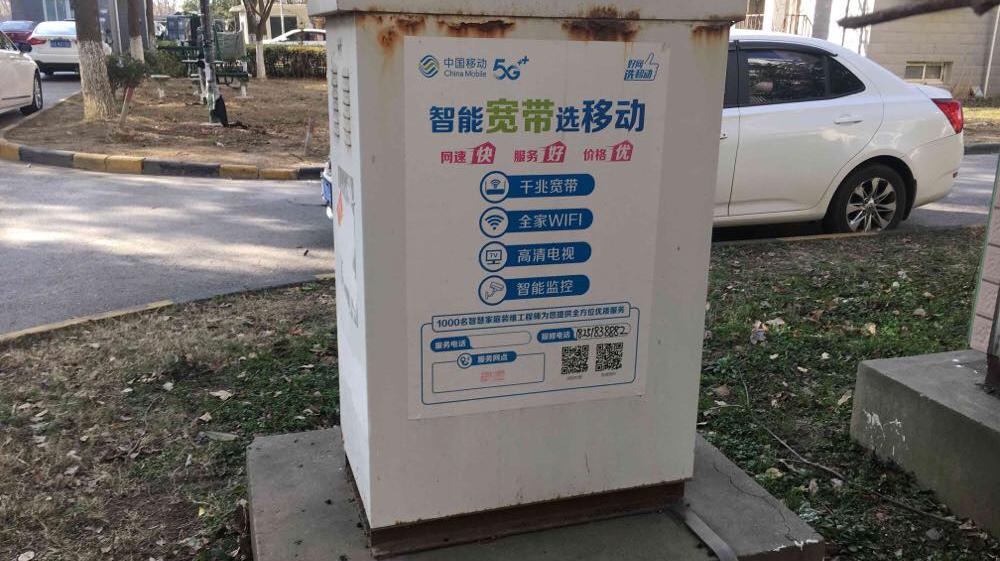 中国移动
China Mobile
5G++
好网
选移动
智能宽带选移动
网速快 服务好 价格优
千兆宽带
全家WIFI
TV
高清电视
智能监控
1000名智慧家庭装维工程师为您提供全方位优质服务
服务电话
报修电话 18251838882
服务网点